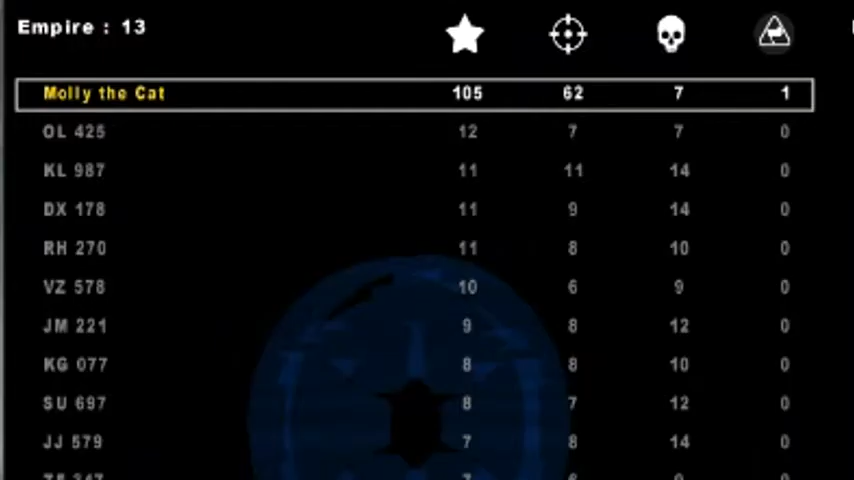 Empire : 13
Molly the Cat 105 62 7 1
OL 425 12 7 7 0
KL 987 11 11 14 0
DX 178 11 9 14 0
RH 270 11 8 10 0
VZ 578 10 6 9 0
JM 221 9 8 12 0
KG 077 8 8 10 0
SU 697 8 7 12 0
JJ 579 7 8 14 0